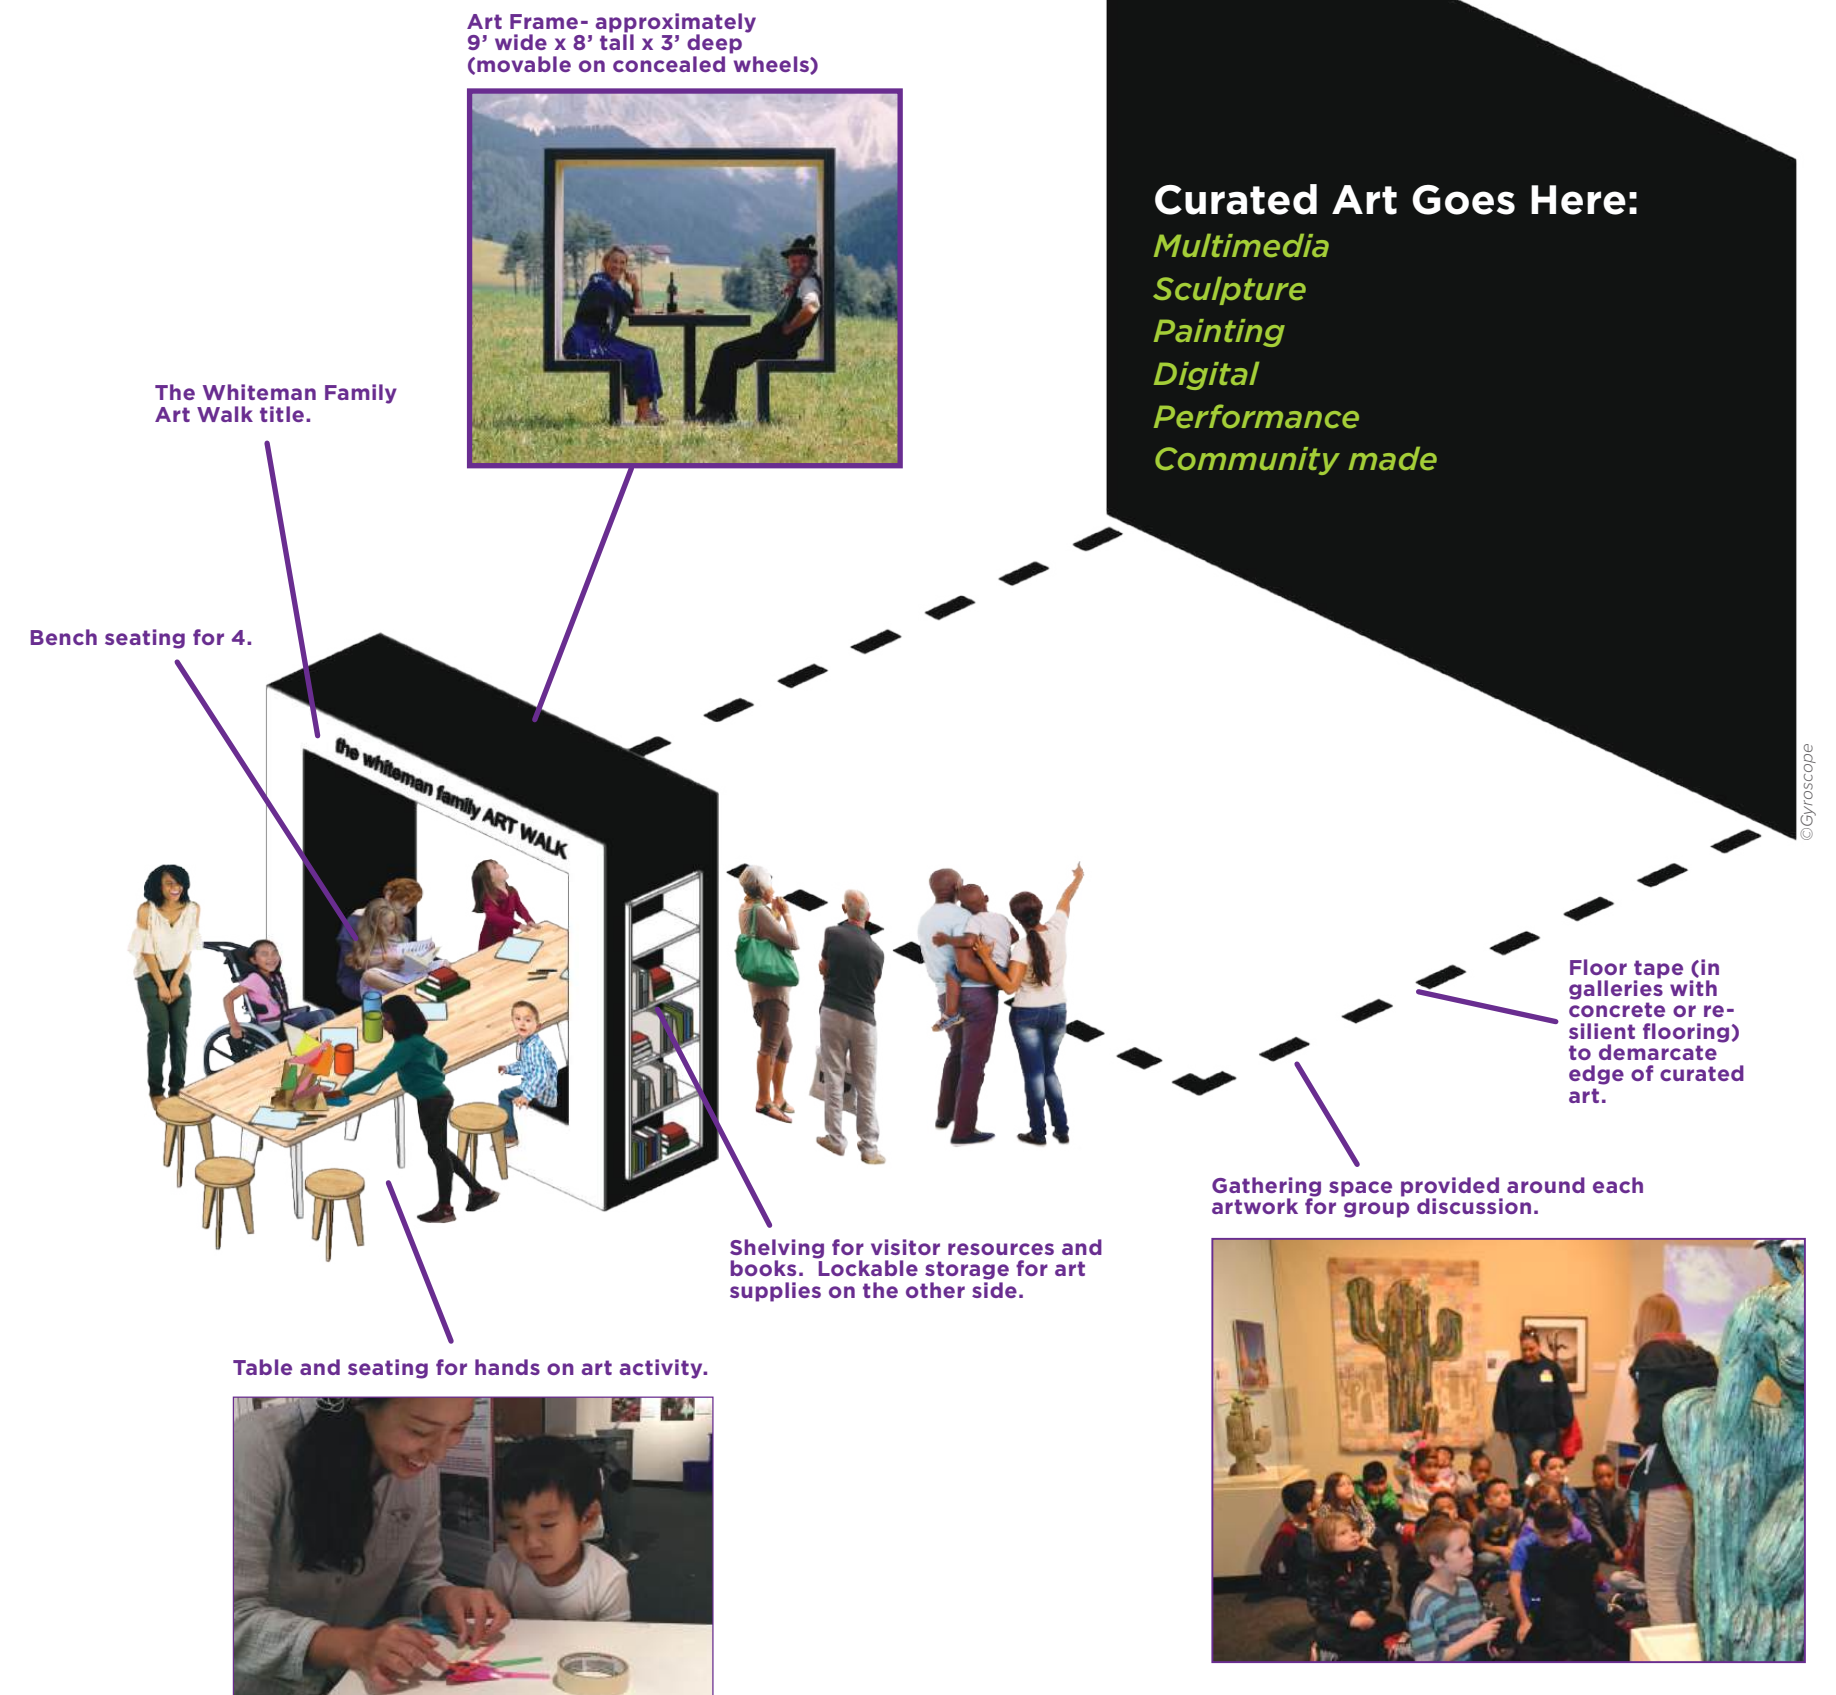 Art Frame- approximately
9’ wide x 8’ tall x 3’ deep
(movable on concealed wheels)
Curated Art Goes Here:
Multimedia
Sculpture
Painting
Digital
Performance
Community made
The Whiteman Family
Art Walk title.
Bench seating for 4.
the whiteman family ART WALK
©Gyroscope
Floor tape (in
galleries with
concrete or re-
silient flooring)
to demarcate
edge of curated
art.
Gathering space provided around each
artwork for group discussion.
Shelving for visitor resources and
books.  Lockable storage for art
supplies on the other side.
Table and seating for hands on art activity.